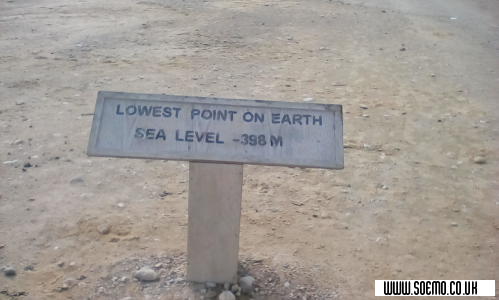 LOWEST POINT ON EARTH
SEA LEVEL -398 M
WWW.SOEMO.CO.UK